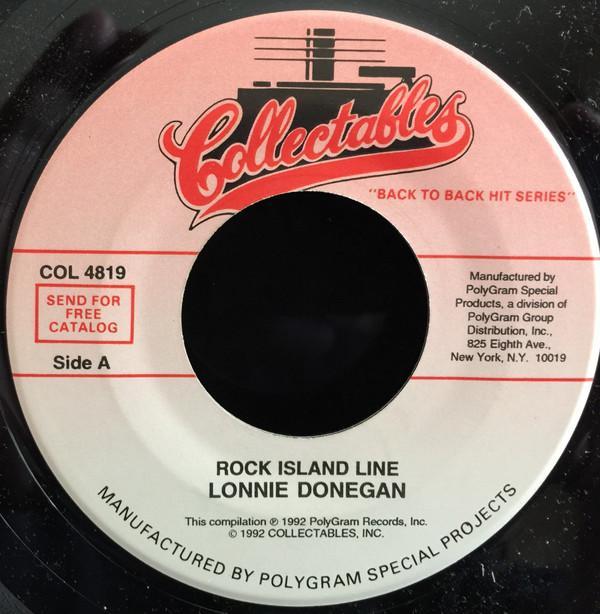 Collectables
"BACK TO BACK HIT SERIES"
COL 4819
SEND FOR
FREE
CATALOG
Side A
Manufactured by
PolyGram Special
Products, a division of
PolyGram Group
Distribution, Inc.,
825 Eighth Ave.,
New York, N.Y. 10019
ROCK ISLAND LINE
LONNIE DONEGAN
This compilation ℗ 1992 PolyGram Records, Inc.
© 1992 COLLECTABLES, INC.
MANUFACTURED BY POLYGRAM SPECIAL PROJECTS